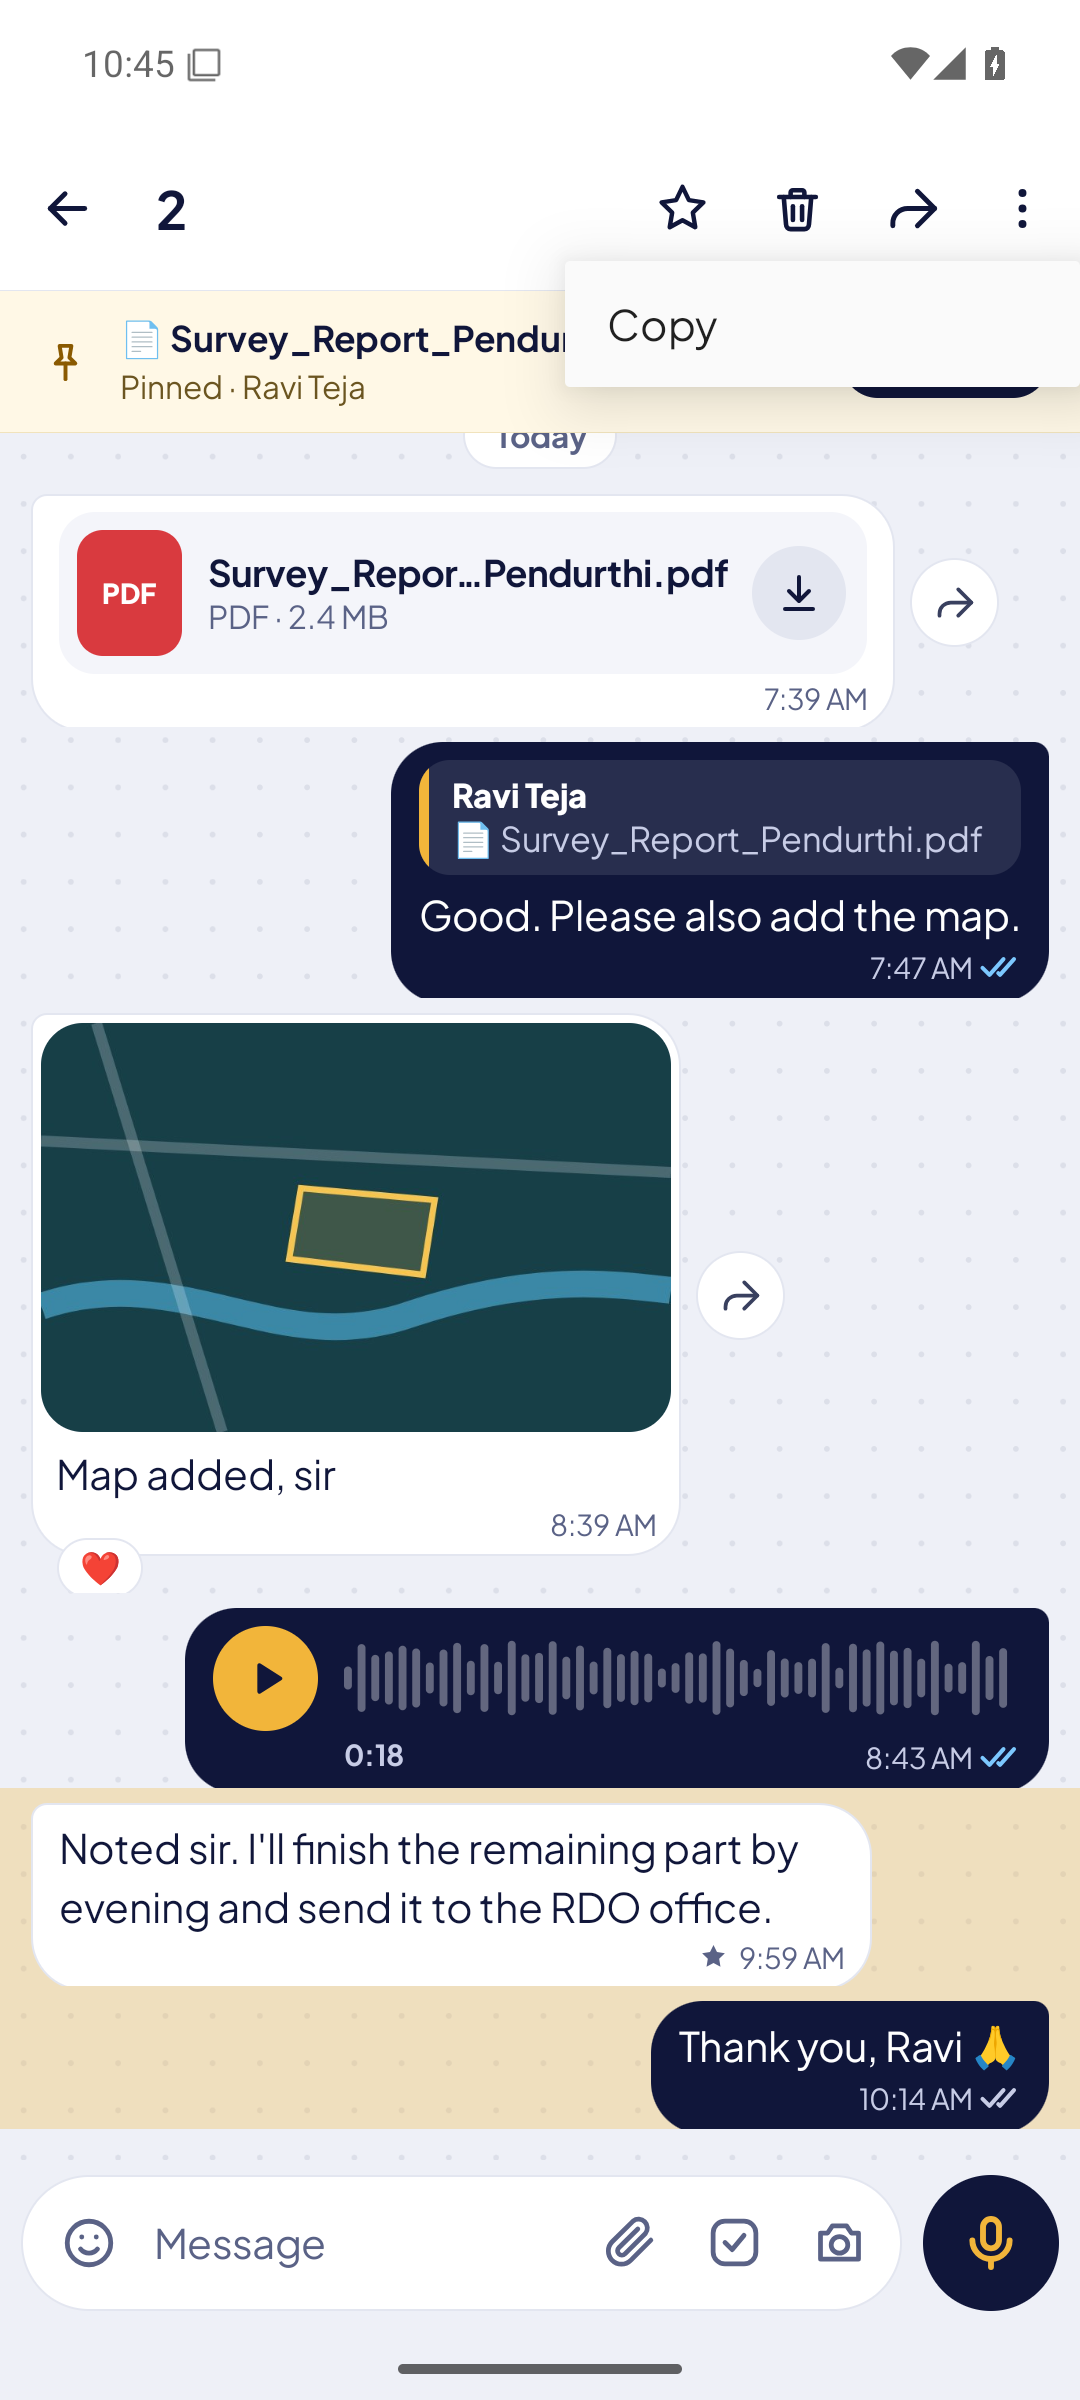 10:45
2
Copy
📄 Survey_Report_Pendur
Pinned · Ravi Teja
Today
PDF
Survey_Repor...Pendurthi.pdf
PDF · 2.4 MB
7:39 AM
Ravi Teja
📄 Survey_Report_Pendurthi.pdf
Good. Please also add the map.
7:47 AM
Map added, sir
8:39 AM
❤️
0:18
8:43 AM
Noted sir. I'll finish the remaining part by
evening and send it to the RDO office.
9:59 AM
Thank you, Ravi 🙏
10:14 AM
Message